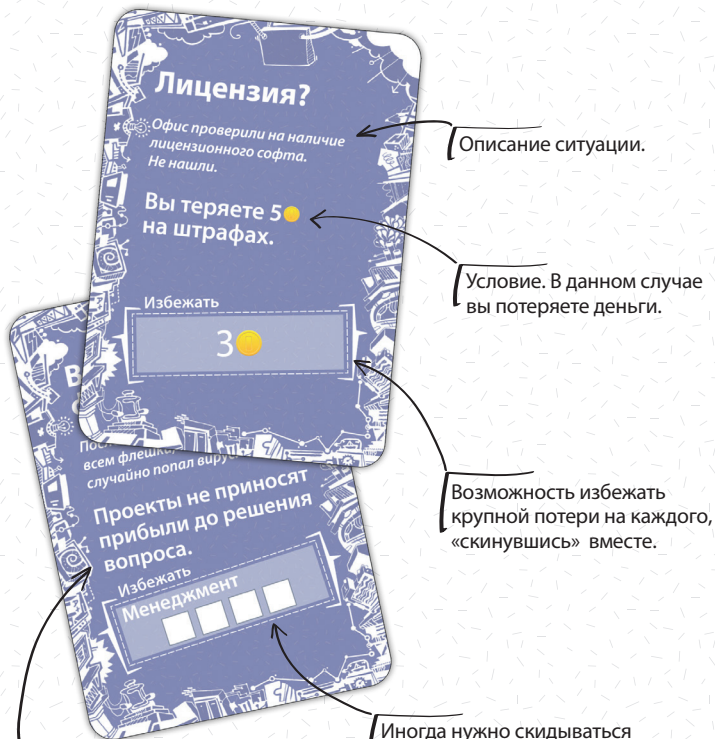 Лицензия?
Офис проверили на наличие
лицензионного софта.
Не нашли.
Вы теряете 5
на штрафах.
Избежать
3
Описание ситуации.
Условие. В данном случае
вы потеряете деньги.
Возможность избежать
крупной потери на каждого,
«скинувшись» вместе.
всем флешке,
случайно попал вирус
Проекты не приносят
прибыли до решения
вопроса.
Избежать
Менеджмент
Иногда нужно скидываться